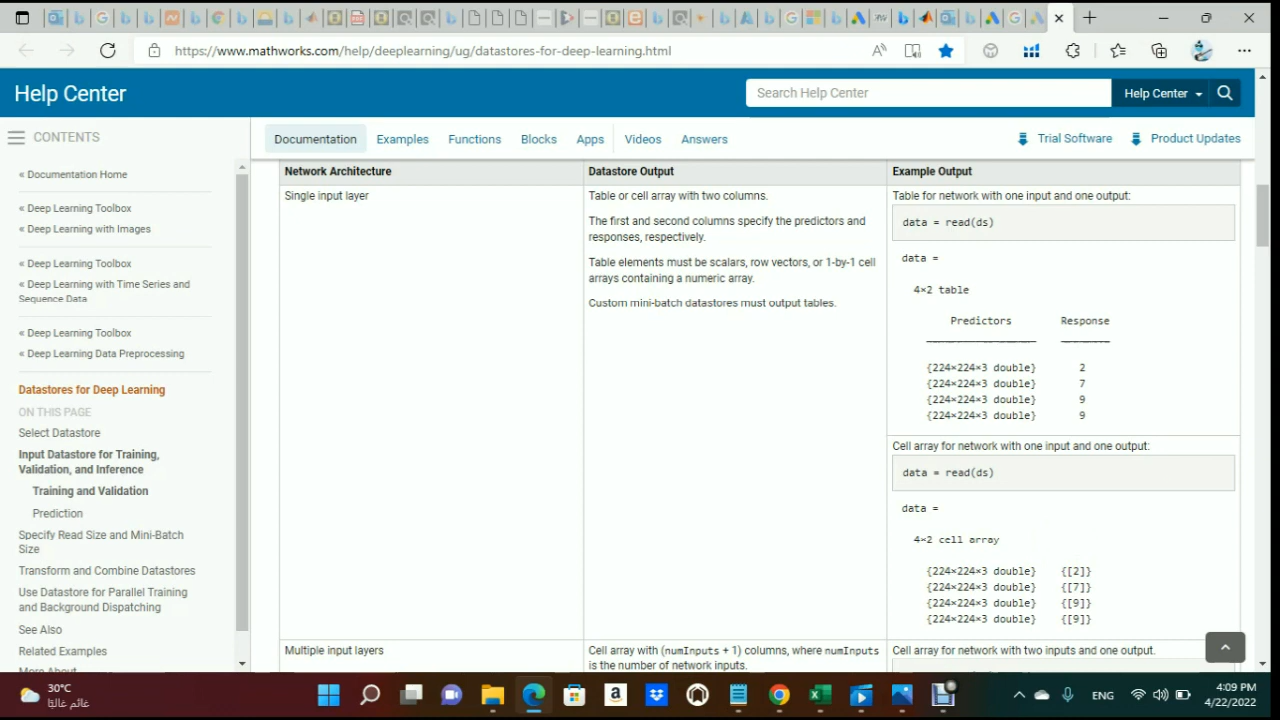 https://www.mathworks.com/help/deeplearning/ug/datastores-for-deep-learning.html
Help Center
Search Help Center
Help Center
CONTENTS
Documentation
Examples
Functions
Blocks
Apps
Videos
Answers
Trial Software
Product Updates
« Documentation Home
« Deep Learning Toolbox
« Deep Learning with Images
« Deep Learning Toolbox
« Deep Learning with Time Series and
Sequence Data
« Deep Learning Toolbox
« Deep Learning Data Preprocessing
Datastores for Deep Learning
ON THIS PAGE
Select Datastore
Input Datastore for Training,
Validation, and Inference
Training and Validation
Prediction
Specify Read Size and Mini-Batch
Size
Transform and Combine Datastores
Use Datastore for Parallel Training
and Background Dispatching
See Also
Related Examples
More About
Network Architecture
Datastore Output
Example Output
Single input layer
Table or cell array with two columns.
The first and second columns specify the predictors and
responses, respectively.
Table elements must be scalars, row vectors, or 1-by-1 cell
arrays containing a numeric array.
Custom mini-batch datastores must output tables.
Table for network with one input and one output:
data = read(ds)
data =
4×2 table
Predictors Response
{224×224×3 double} 2
{224×224×3 double} 7
{224×224×3 double} 9
{224×224×3 double} 9
Cell array for network with one input and one output:
data = read(ds)
data =
4×2 cell array
{224×224×3 double} {[2]}
{224×224×3 double} {[7]}
{224×224×3 double} {[9]}
{224×224×3 double} {[9]}
Multiple input layers
Cell array with (numInputs + 1) columns, where numInputs
is the number of network inputs.
Cell array for network with two inputs and one output.
30°C
غائم غالبًا
ENG
4:09 PM
4/22/2022